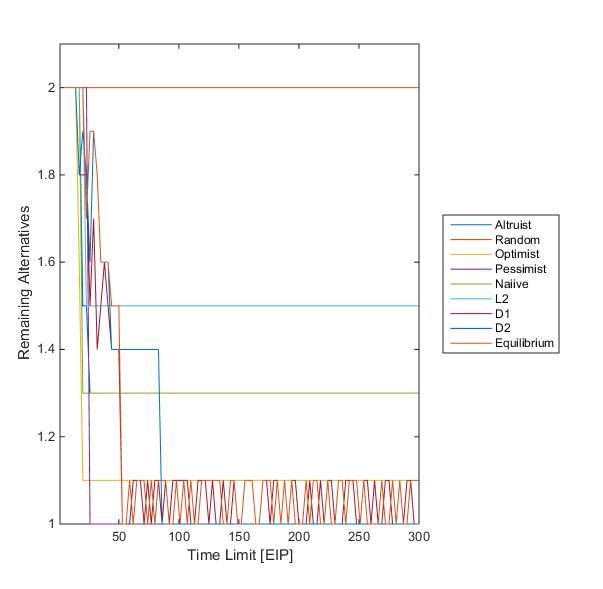 2
1.8
1.6
1.4
1.2
1
Remaining Alternatives
50 100 150 200 250 300
Time Limit [EIP]
Altruist
Random
Optimist
Pessimist
Naiive
L2
D1
D2
Equilibrium